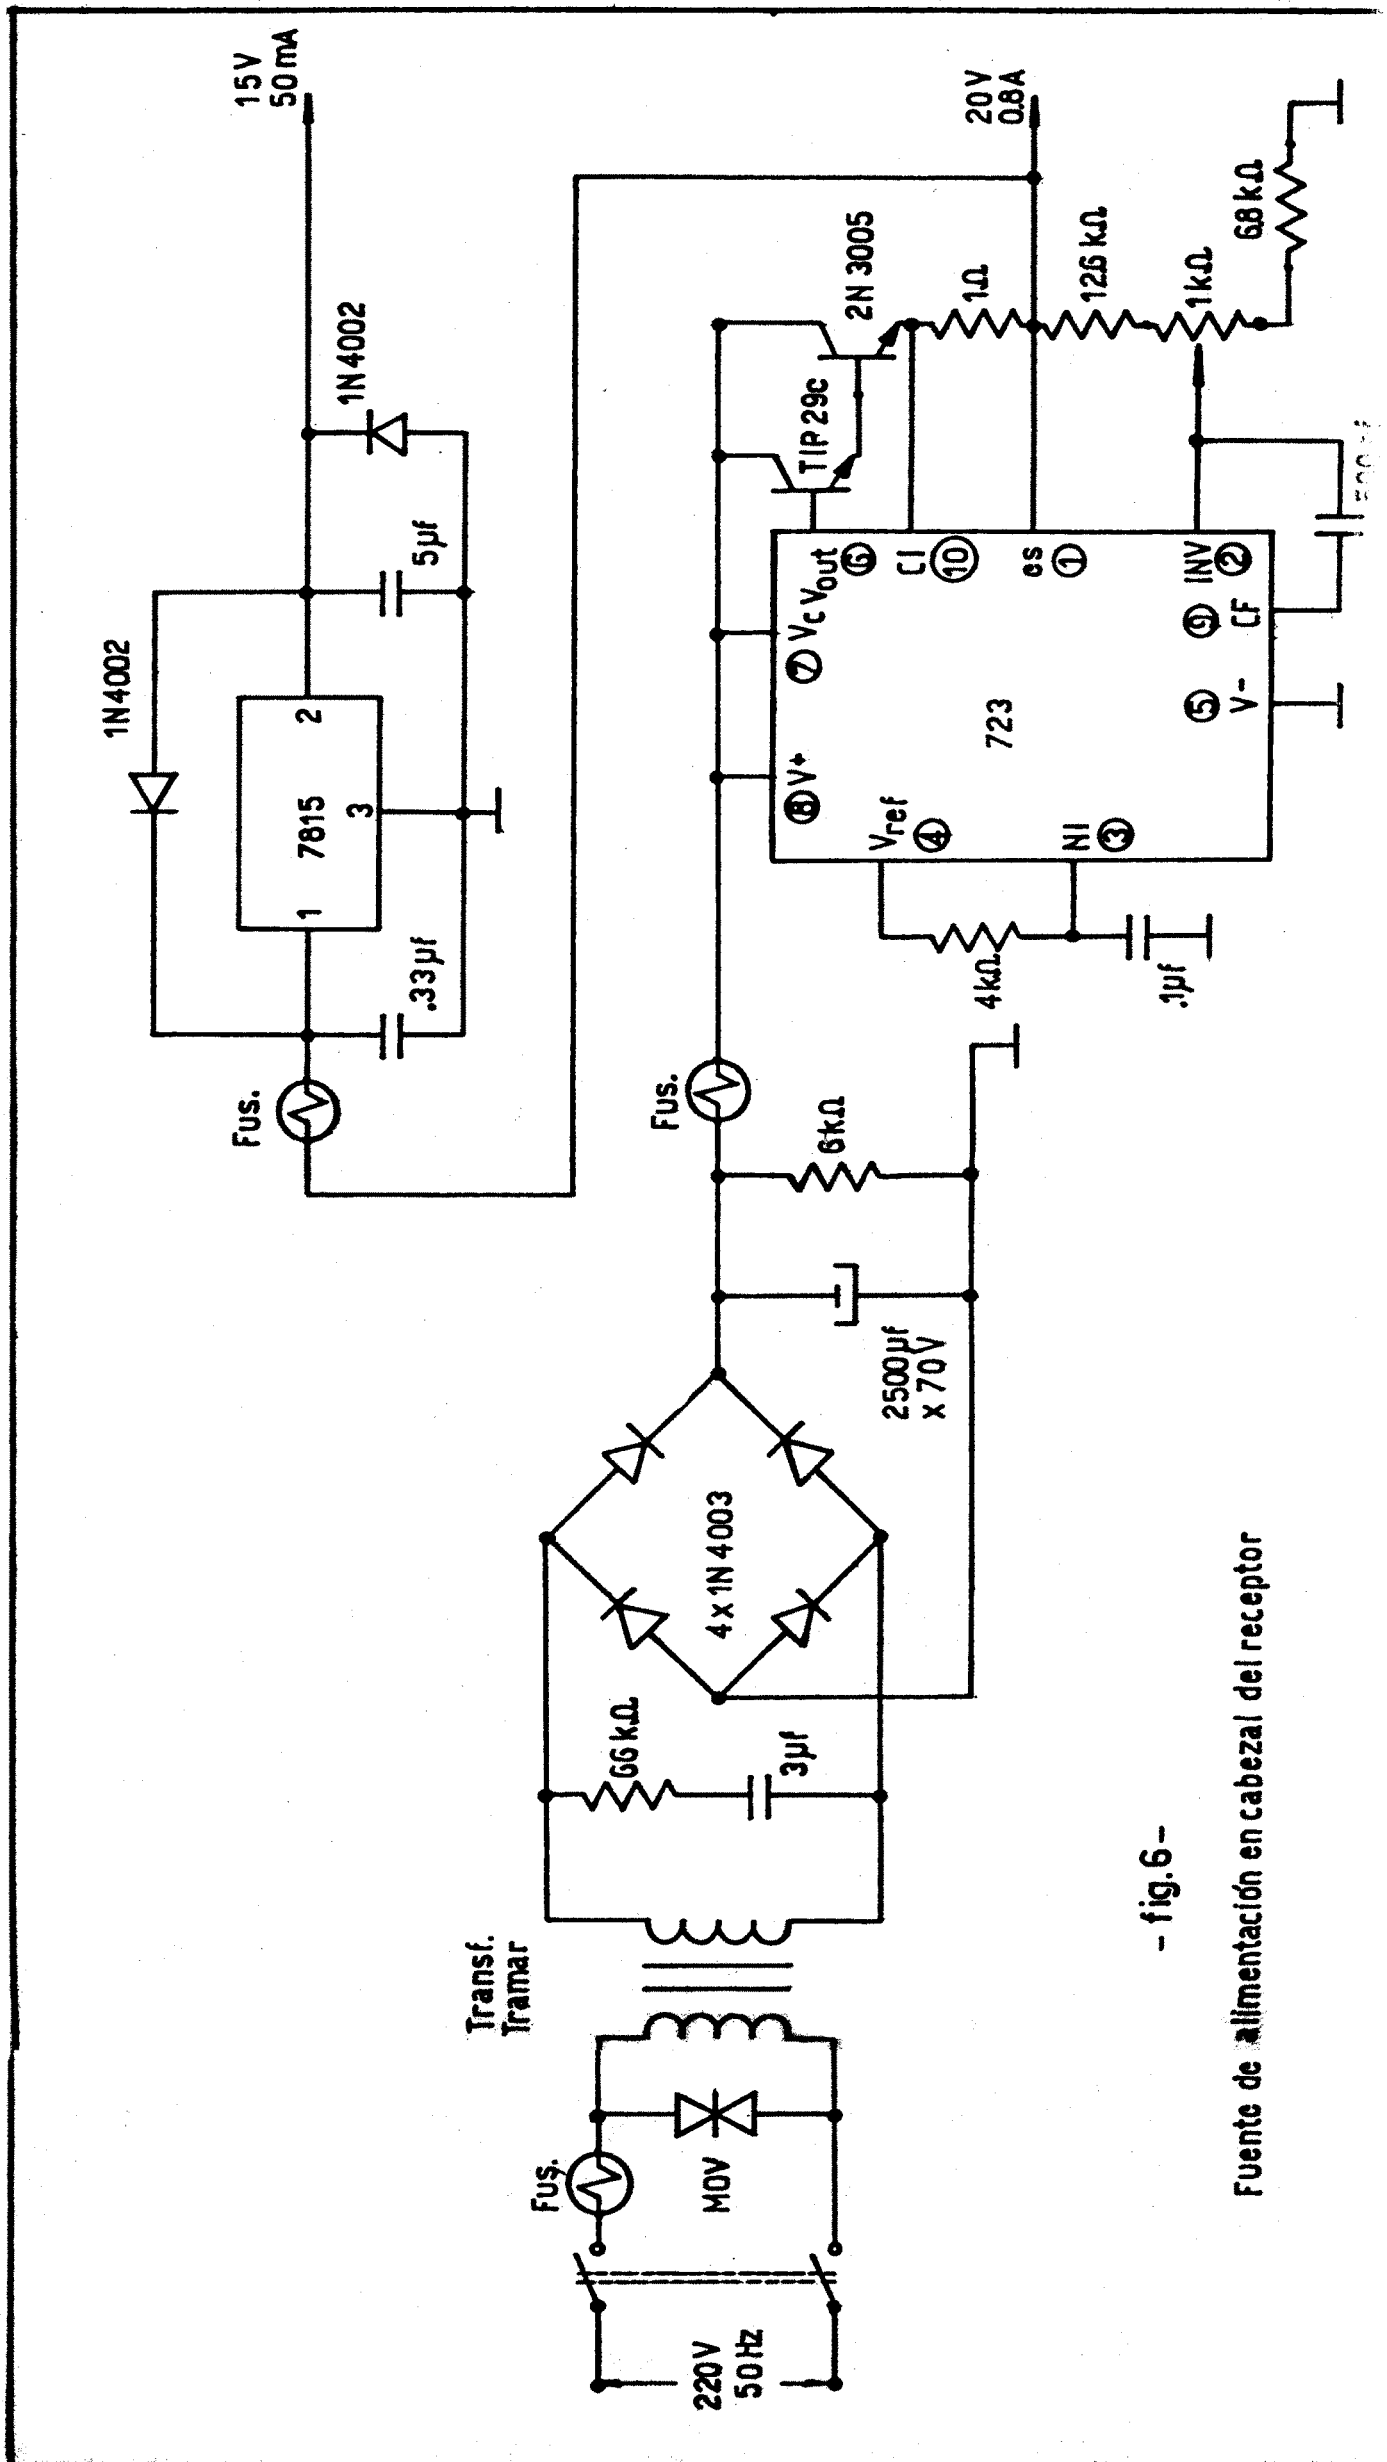 15V
50mA
1N4002
1N4002
5µf
7815
1
2
3
.33µf
Fus.
20V
0.8A
2N 3005
TIP 29c
1Ω
12.6 kΩ
1kΩ
6.8 kΩ
Vout
6
CI
10
cs
1
INV
2
VC
7
V+
8
723
9
CF
5
V-
Vref
4
NI
3
4kΩ
.1µf
Fus.
6kΩ
2500µf
x 70V
4 x 1N 4003
66kΩ
3µf
Transf.
Tramar
Fus.
MOV
220V
50Hz
- fig.6 -
Fuente de alimentación en cabezal del receptor